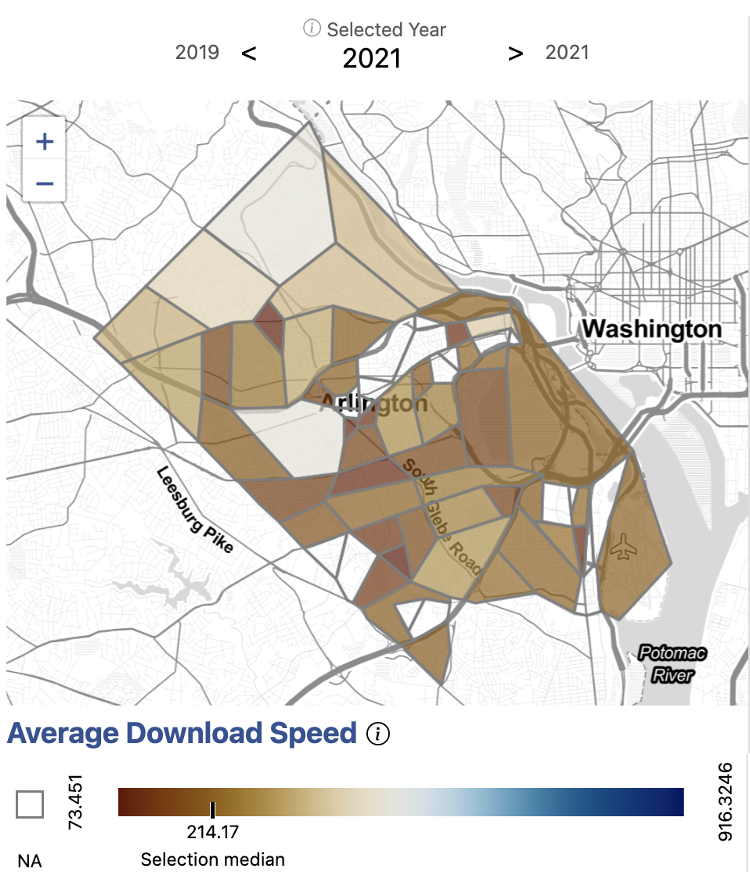 ⓘ Selected Year
2019 < 2021 > 2021
+
−
Washington
Arlington
South Glebe Road
Leesburg Pike
Potomac
River
Average Download Speed ⓘ
73.451
916.3246
214.17
NA
Selection median